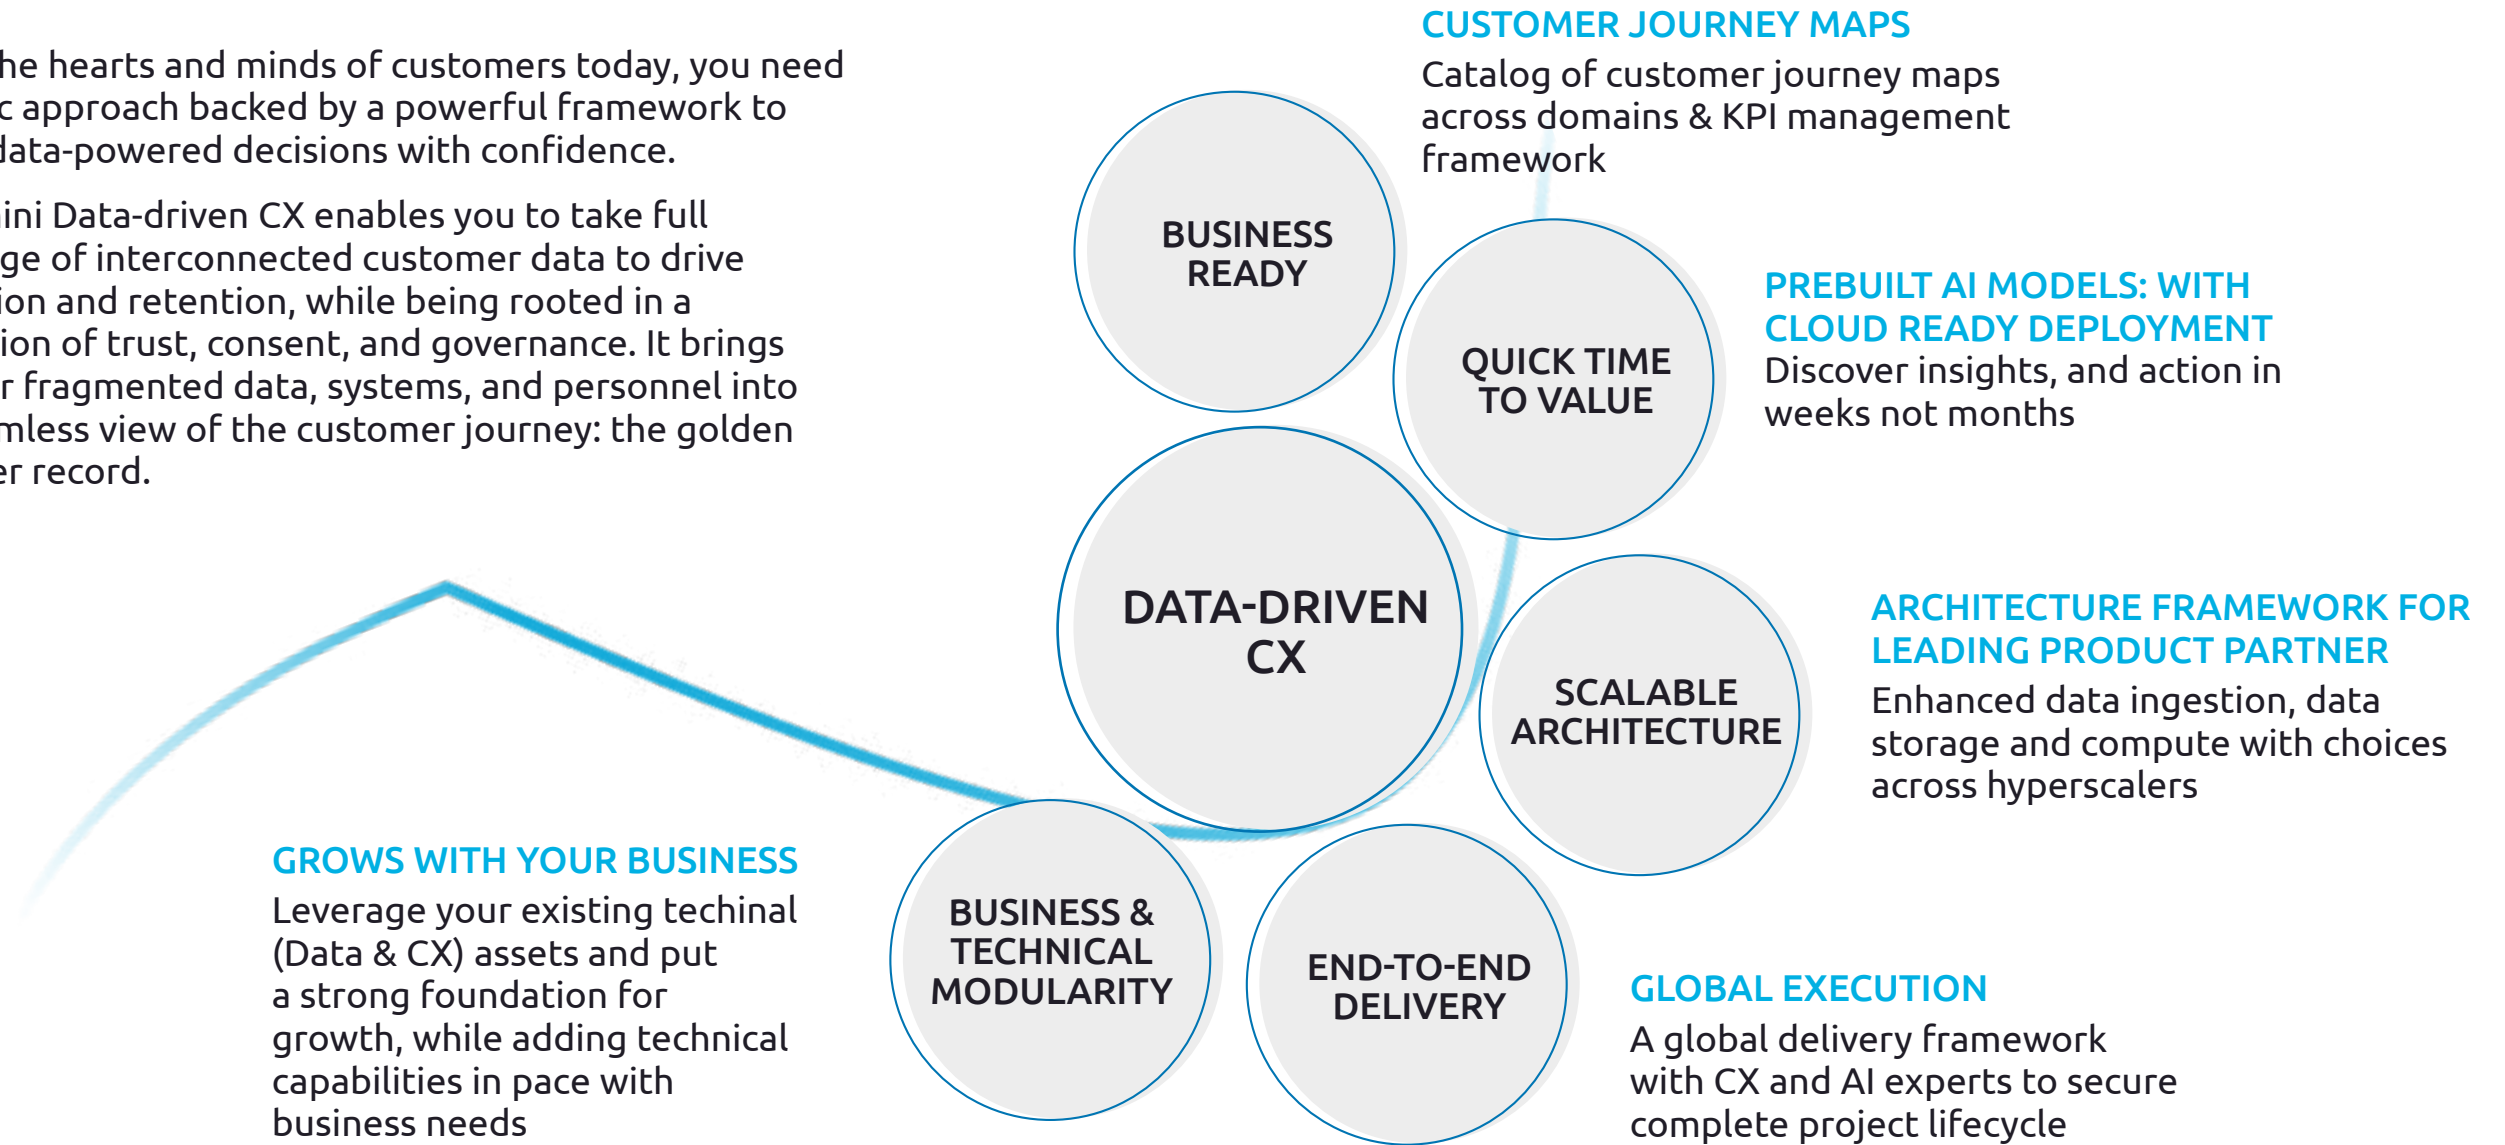 he hearts and minds of customers today, you need
c approach backed by a powerful framework to
data-powered decisions with confidence.
ini Data-driven CX enables you to take full
ge of interconnected customer data to drive
ion and retention, while being rooted in a
ion of trust, consent, and governance. It brings
r fragmented data, systems, and personnel into
mless view of the customer journey: the golden
er record.
CUSTOMER JOURNEY MAPS
Catalog of customer journey maps
across domains & KPI management
framework
BUSINESS
READY
QUICK TIME
TO VALUE
PREBUILT AI MODELS: WITH
CLOUD READY DEPLOYMENT
Discover insights, and action in
weeks not months
DATA-DRIVEN
CX
SCALABLE
ARCHITECTURE
ARCHITECTURE FRAMEWORK FOR
LEADING PRODUCT PARTNER
Enhanced data ingestion, data
storage and compute with choices
across hyperscalers
GROWS WITH YOUR BUSINESS
Leverage your existing techinal
(Data & CX) assets and put
a strong foundation for
growth, while adding technical
capabilities in pace with
business needs
BUSINESS &
TECHNICAL
MODULARITY
END-TO-END
DELIVERY
GLOBAL EXECUTION
A global delivery framework
with CX and AI experts to secure
complete project lifecycle